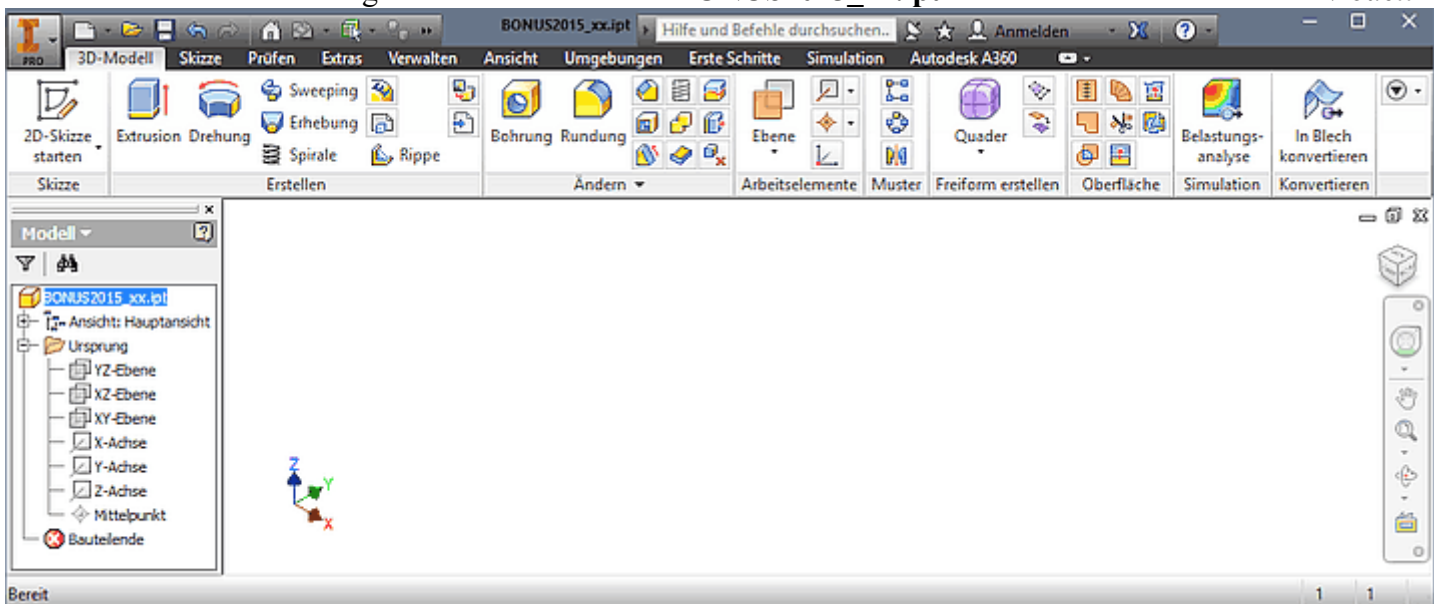 BONUS2015_xx.ipt Hilfe und Befehle durchsuchen... Anmelden
PRO 3D-Modell Skizze Prüfen Extras Verwalten Ansicht Umgebungen Erste Schritte Simulation Autodesk A360
2D-Skizze starten
Extrusion
Drehung
Sweeping
Erhebung
Spirale
Rippe
Bohrung
Rundung
Ebene
Quader
Belastungs-
analyse
In Blech
konvertieren
Skizze Erstellen Ändern Arbeitselemente Muster Freiform erstellen Oberfläche Simulation Konvertieren
Modell
BONUS2015_xx.ipt
Ansicht: Hauptansicht
Ursprung
YZ-Ebene
XZ-Ebene
XY-Ebene
X-Achse
Y-Achse
Z-Achse
Mittelpunkt
Bauteilende
Z
Y
X
Bereit 1 1